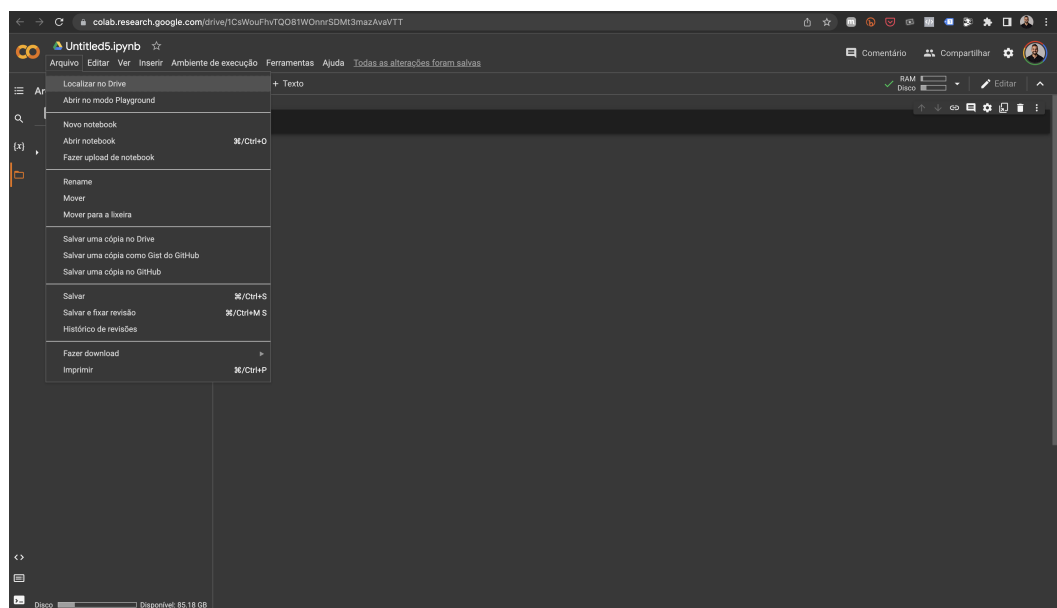 colab.research.google.com/drive/1CsWouFhvTQO81WOnnrSDMt3mazAvaVTT
CO Untitled5.ipynb
Arquivo Editar Ver Inserir Ambiente de execução Ferramentas Ajuda Todas as alterações foram salvas
Comentário Compartilhar
Ar
+ Texto
RAM
Disco
Editar
Localizar no Drive
Abrir no modo Playground
Novo notebook
Abrir notebook ⌘/Ctrl+O
Fazer upload de notebook
{x}
Rename
Mover
Mover para a lixeira
Salvar uma cópia no Drive
Salvar uma cópia como Gist do GitHub
Salvar uma cópia no GitHub
Salvar ⌘/Ctrl+S
Salvar e fixar revisão ⌘/Ctrl+M S
Histórico de revisões
Fazer download
Imprimir ⌘/Ctrl+P
Disco Disponível: 85.18 GB